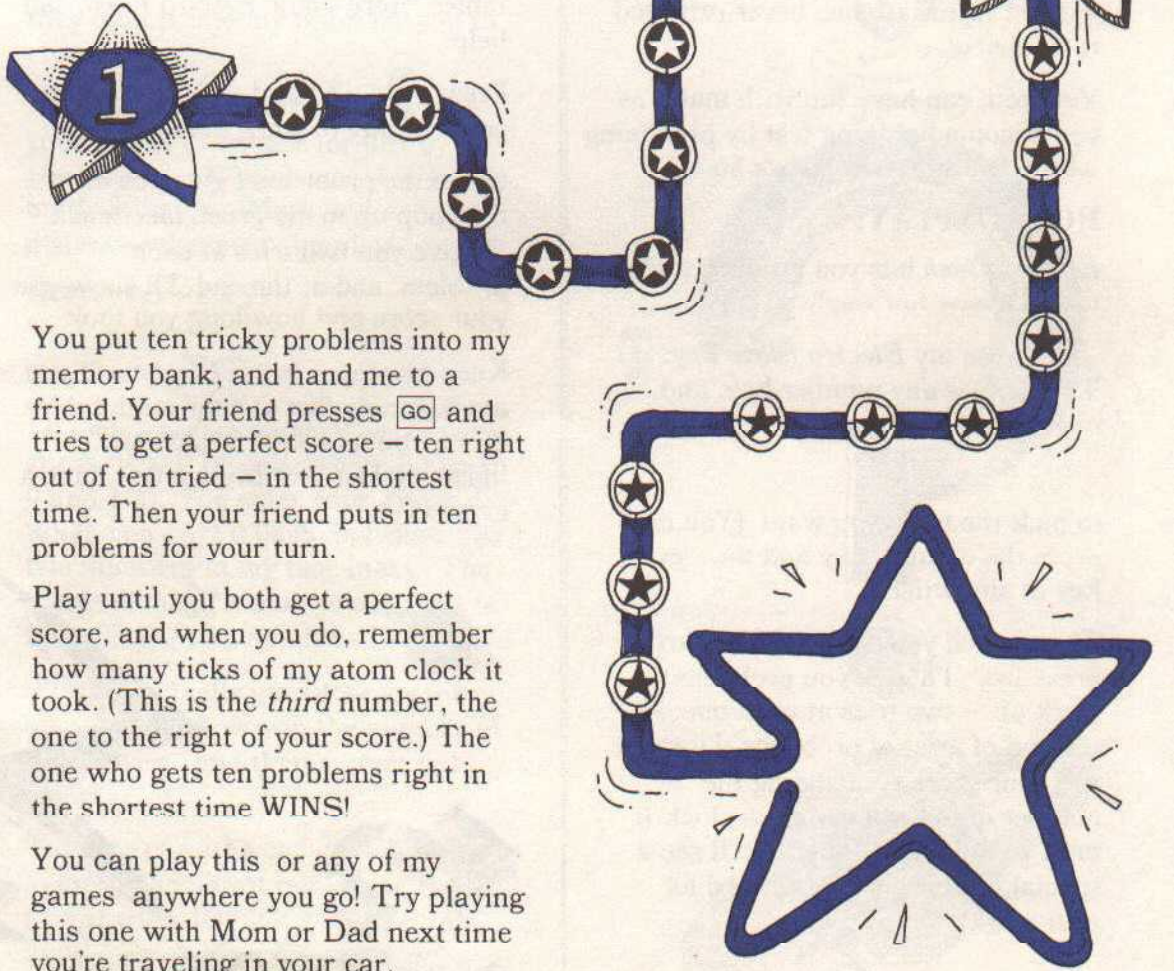 1
You put ten tricky problems into my
memory bank, and hand me to a
friend. Your friend presses GO and
tries to get a perfect score — ten right
out of ten tried — in the shortest
time. Then your friend puts in ten
problems for your turn.
Play until you both get a perfect
score, and when you do, remember
how many ticks of my atom clock it
took. (This is the third number, the
one to the right of your score.) The
one who gets ten problems right in
the shortest time WINS!
You can play this or any of my
games anywhere you go! Try playing
this one with Mom or Dad next time
you're traveling in your car.